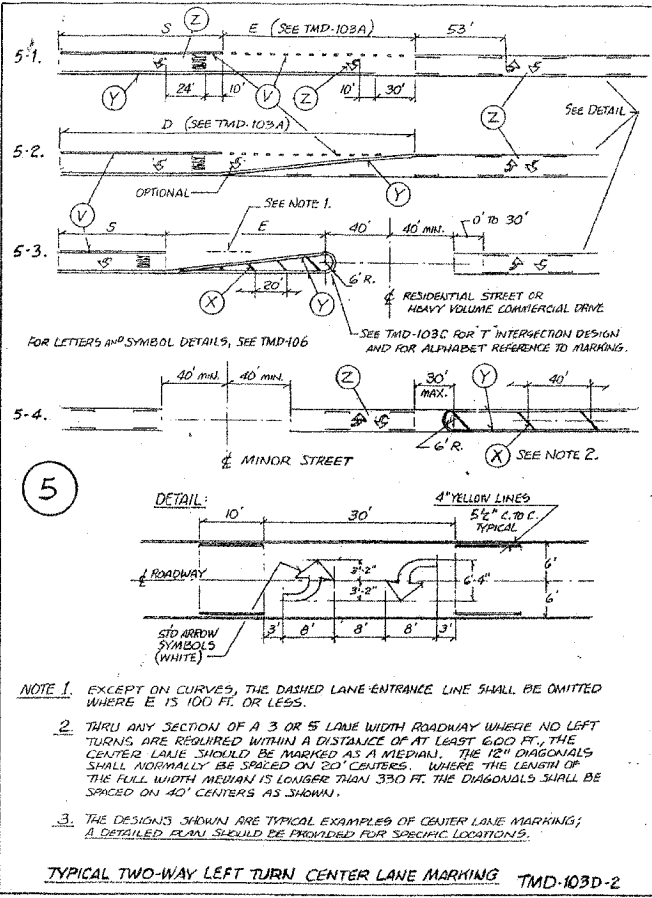 S E (SEE TMD-103A) 53'
Z
5-1.
Y 24' 10' V Z 10' 30'
Z
D (SEE TMD-103A)
SEE DETAIL
5-2.
V OPTIONAL Y
SEE NOTE 1.
S E 40' 40' MIN. 0' TO 30'
5-3.
X 20' Y 6' R.
℄ RESIDENTIAL STREET OR
HEAVY VOLUME COMMERCIAL DRIVE
SEE TMD-103C FOR "T" INTERSECTION DESIGN
AND FOR ALPHABET REFERENCE TO MARKING.
FOR LETTERS AND SYMBOL DETAILS, SEE TMD-106
40' MIN. 40' MIN. Z 30' MAX. Y 40'
5-4.
6' R.
℄ MINOR STREET X SEE NOTE 2.
5
DETAIL:
4" YELLOW LINES
5½" C. TO C.
TYPICAL
10' 30'
℄ ROADWAY 3'-2" 6'-4" 6'
3'-2" 6'
STD ARROW
SYMBOLS
(WHITE)
3' 8' 8' 8' 3'
NOTE 1. EXCEPT ON CURVES, THE DASHED LANE ENTRANCE LINE SHALL BE OMITTED
WHERE E IS 100 FT. OR LESS.
2. THRU ANY SECTION OF A 3 OR 5 LANE WIDTH ROADWAY WHERE NO LEFT
TURNS ARE REQUIRED WITHIN A DISTANCE OF AT LEAST 600 FT., THE
CENTER LANE SHOULD BE MARKED AS A MEDIAN. THE 12" DIAGONALS
SHALL NORMALLY BE SPACED ON 20' CENTERS. WHERE THE LENGTH OF
THE FULL WIDTH MEDIAN IS LONGER THAN 330 FT. THE DIAGONALS SHALL BE
SPACED ON 40' CENTERS AS SHOWN.
3. THE DESIGNS SHOWN ARE TYPICAL EXAMPLES OF CENTER LANE MARKING;
A DETAILED PLAN SHOULD BE PROVIDED FOR SPECIFIC LOCATIONS.
TYPICAL TWO-WAY LEFT TURN CENTER LANE MARKING TMD-103D-2